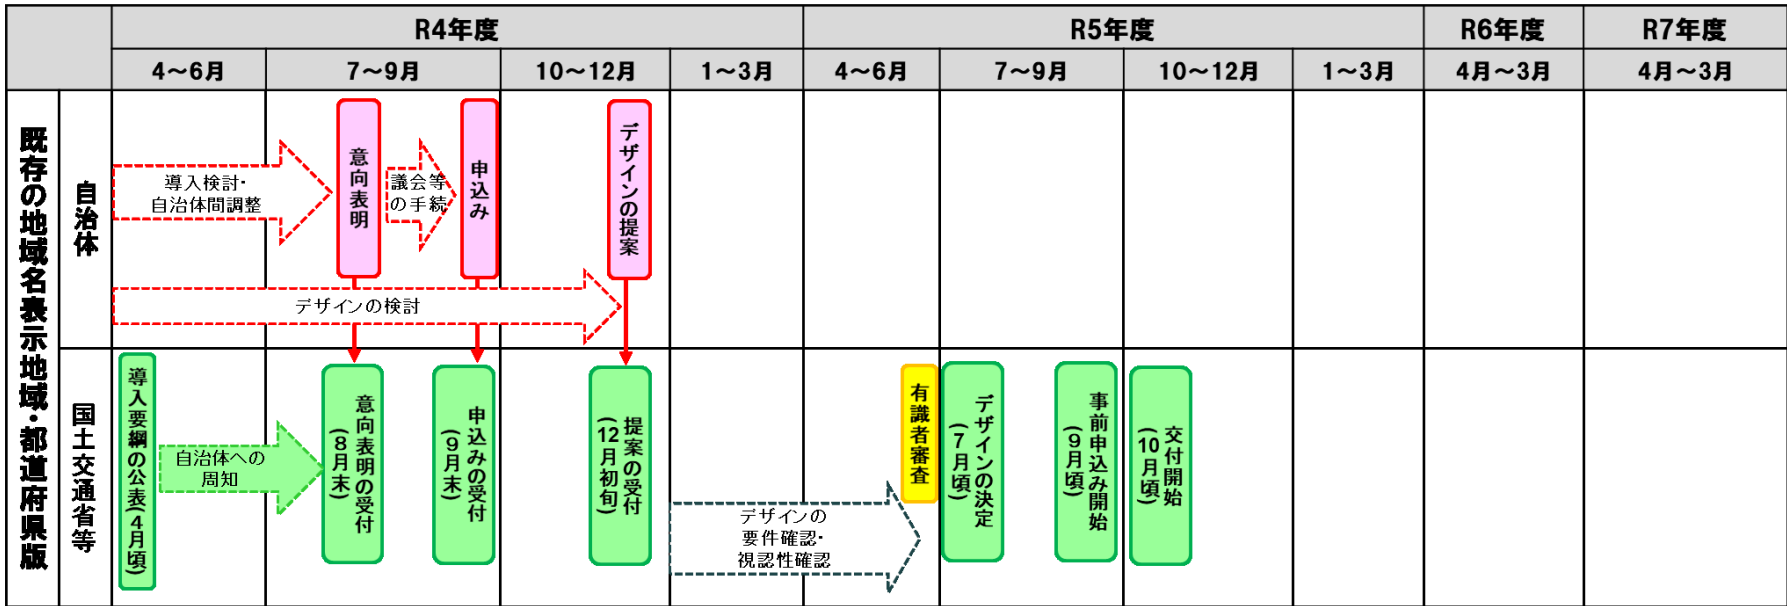 R4年度
R5年度
R6年度
R7年度
4～6月
7～9月
10～12月
1～3月
4～6月
7～9月
10～12月
1～3月
4月～3月
4月～3月
既存の地域名表示地域・都道府県版
自治体
導入検討・
自治体間調整
意向表明
議会等
の手続
申込み
デザインの提案
デザインの検討
国土交通省等
導入要綱の公表(4月頃)
自治体への
周知
意向表明の受付
(8月末)
申込みの受付
(9月末)
提案の受付
(12月初旬)
デザインの
要件確認・
視認性確認
有識者審査
デザインの決定
(7月頃)
事前申込み開始
(9月頃)
交付開始
(10月頃)